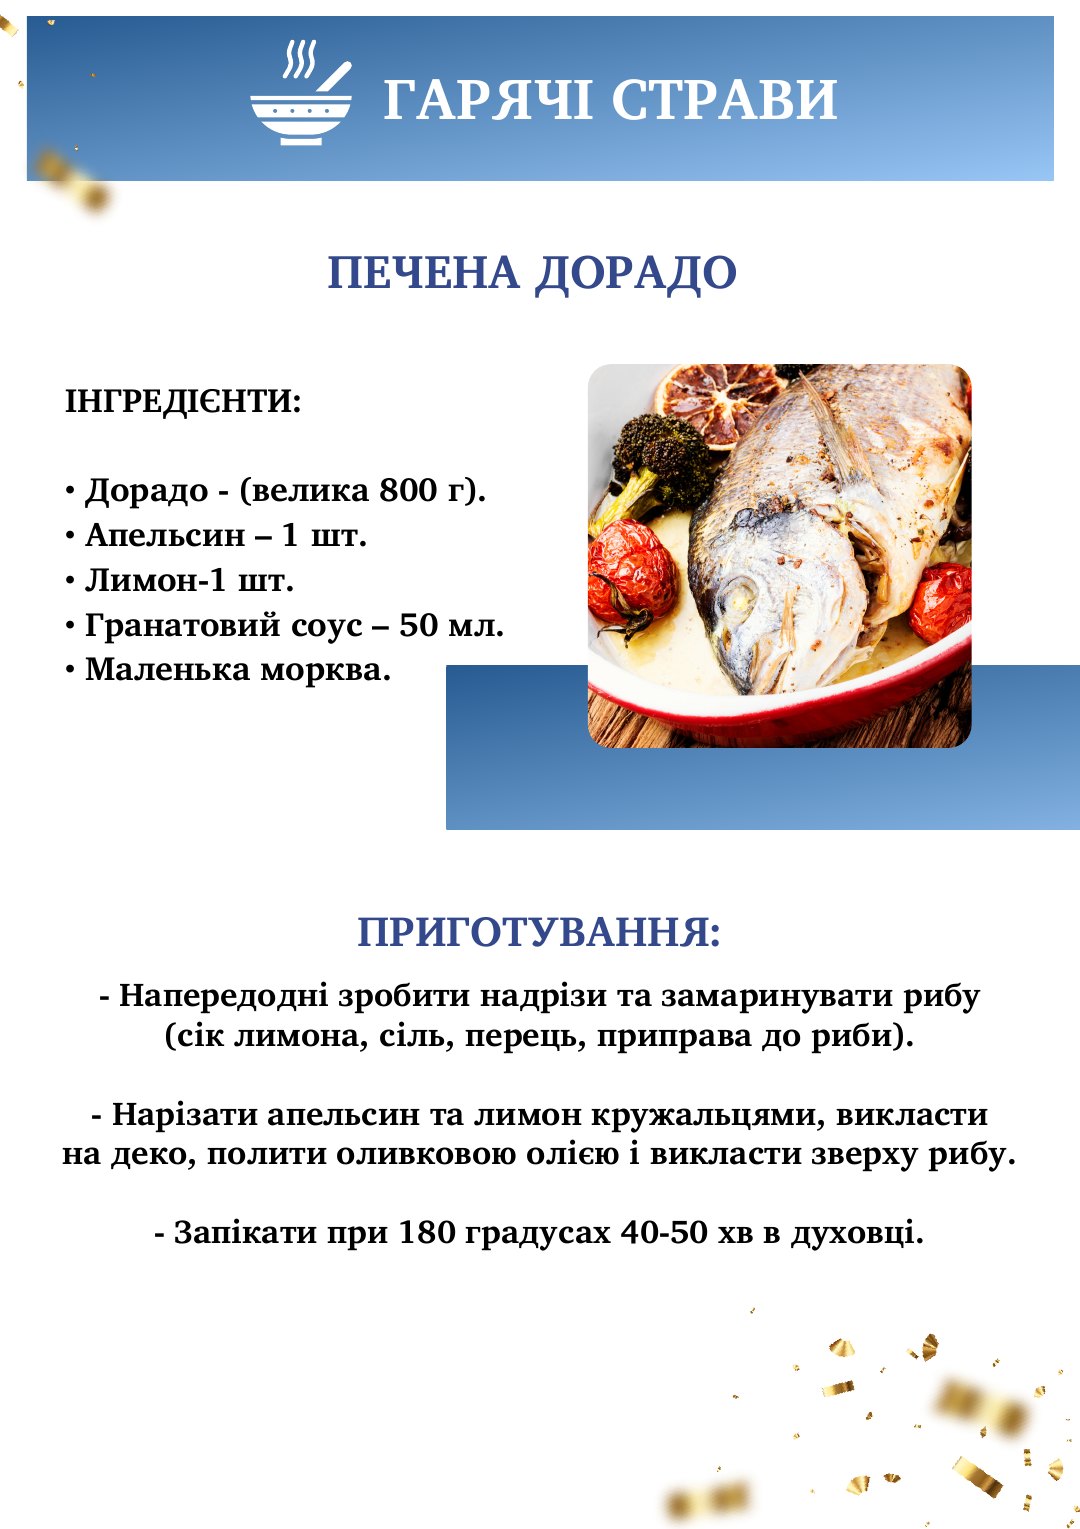 ГАРЯЧІ СТРАВИ
ПЕЧЕНА ДОРАДО
ІНГРЕДІЄНТИ:
• Дорадо - (велика 800 г).
• Апельсин – 1 шт.
• Лимон-1 шт.
• Гранатовий соус – 50 мл.
• Маленька морква.
ПРИГОТУВАННЯ:
- Напередодні зробити надрізи та замаринувати рибу
(сік лимона, сіль, перець, приправа до риби).
- Нарізати апельсин та лимон кружальцями, викласти
на деко, полити оливковою олією і викласти зверху рибу.
- Запікати при 180 градусах 40-50 хв в духовці.